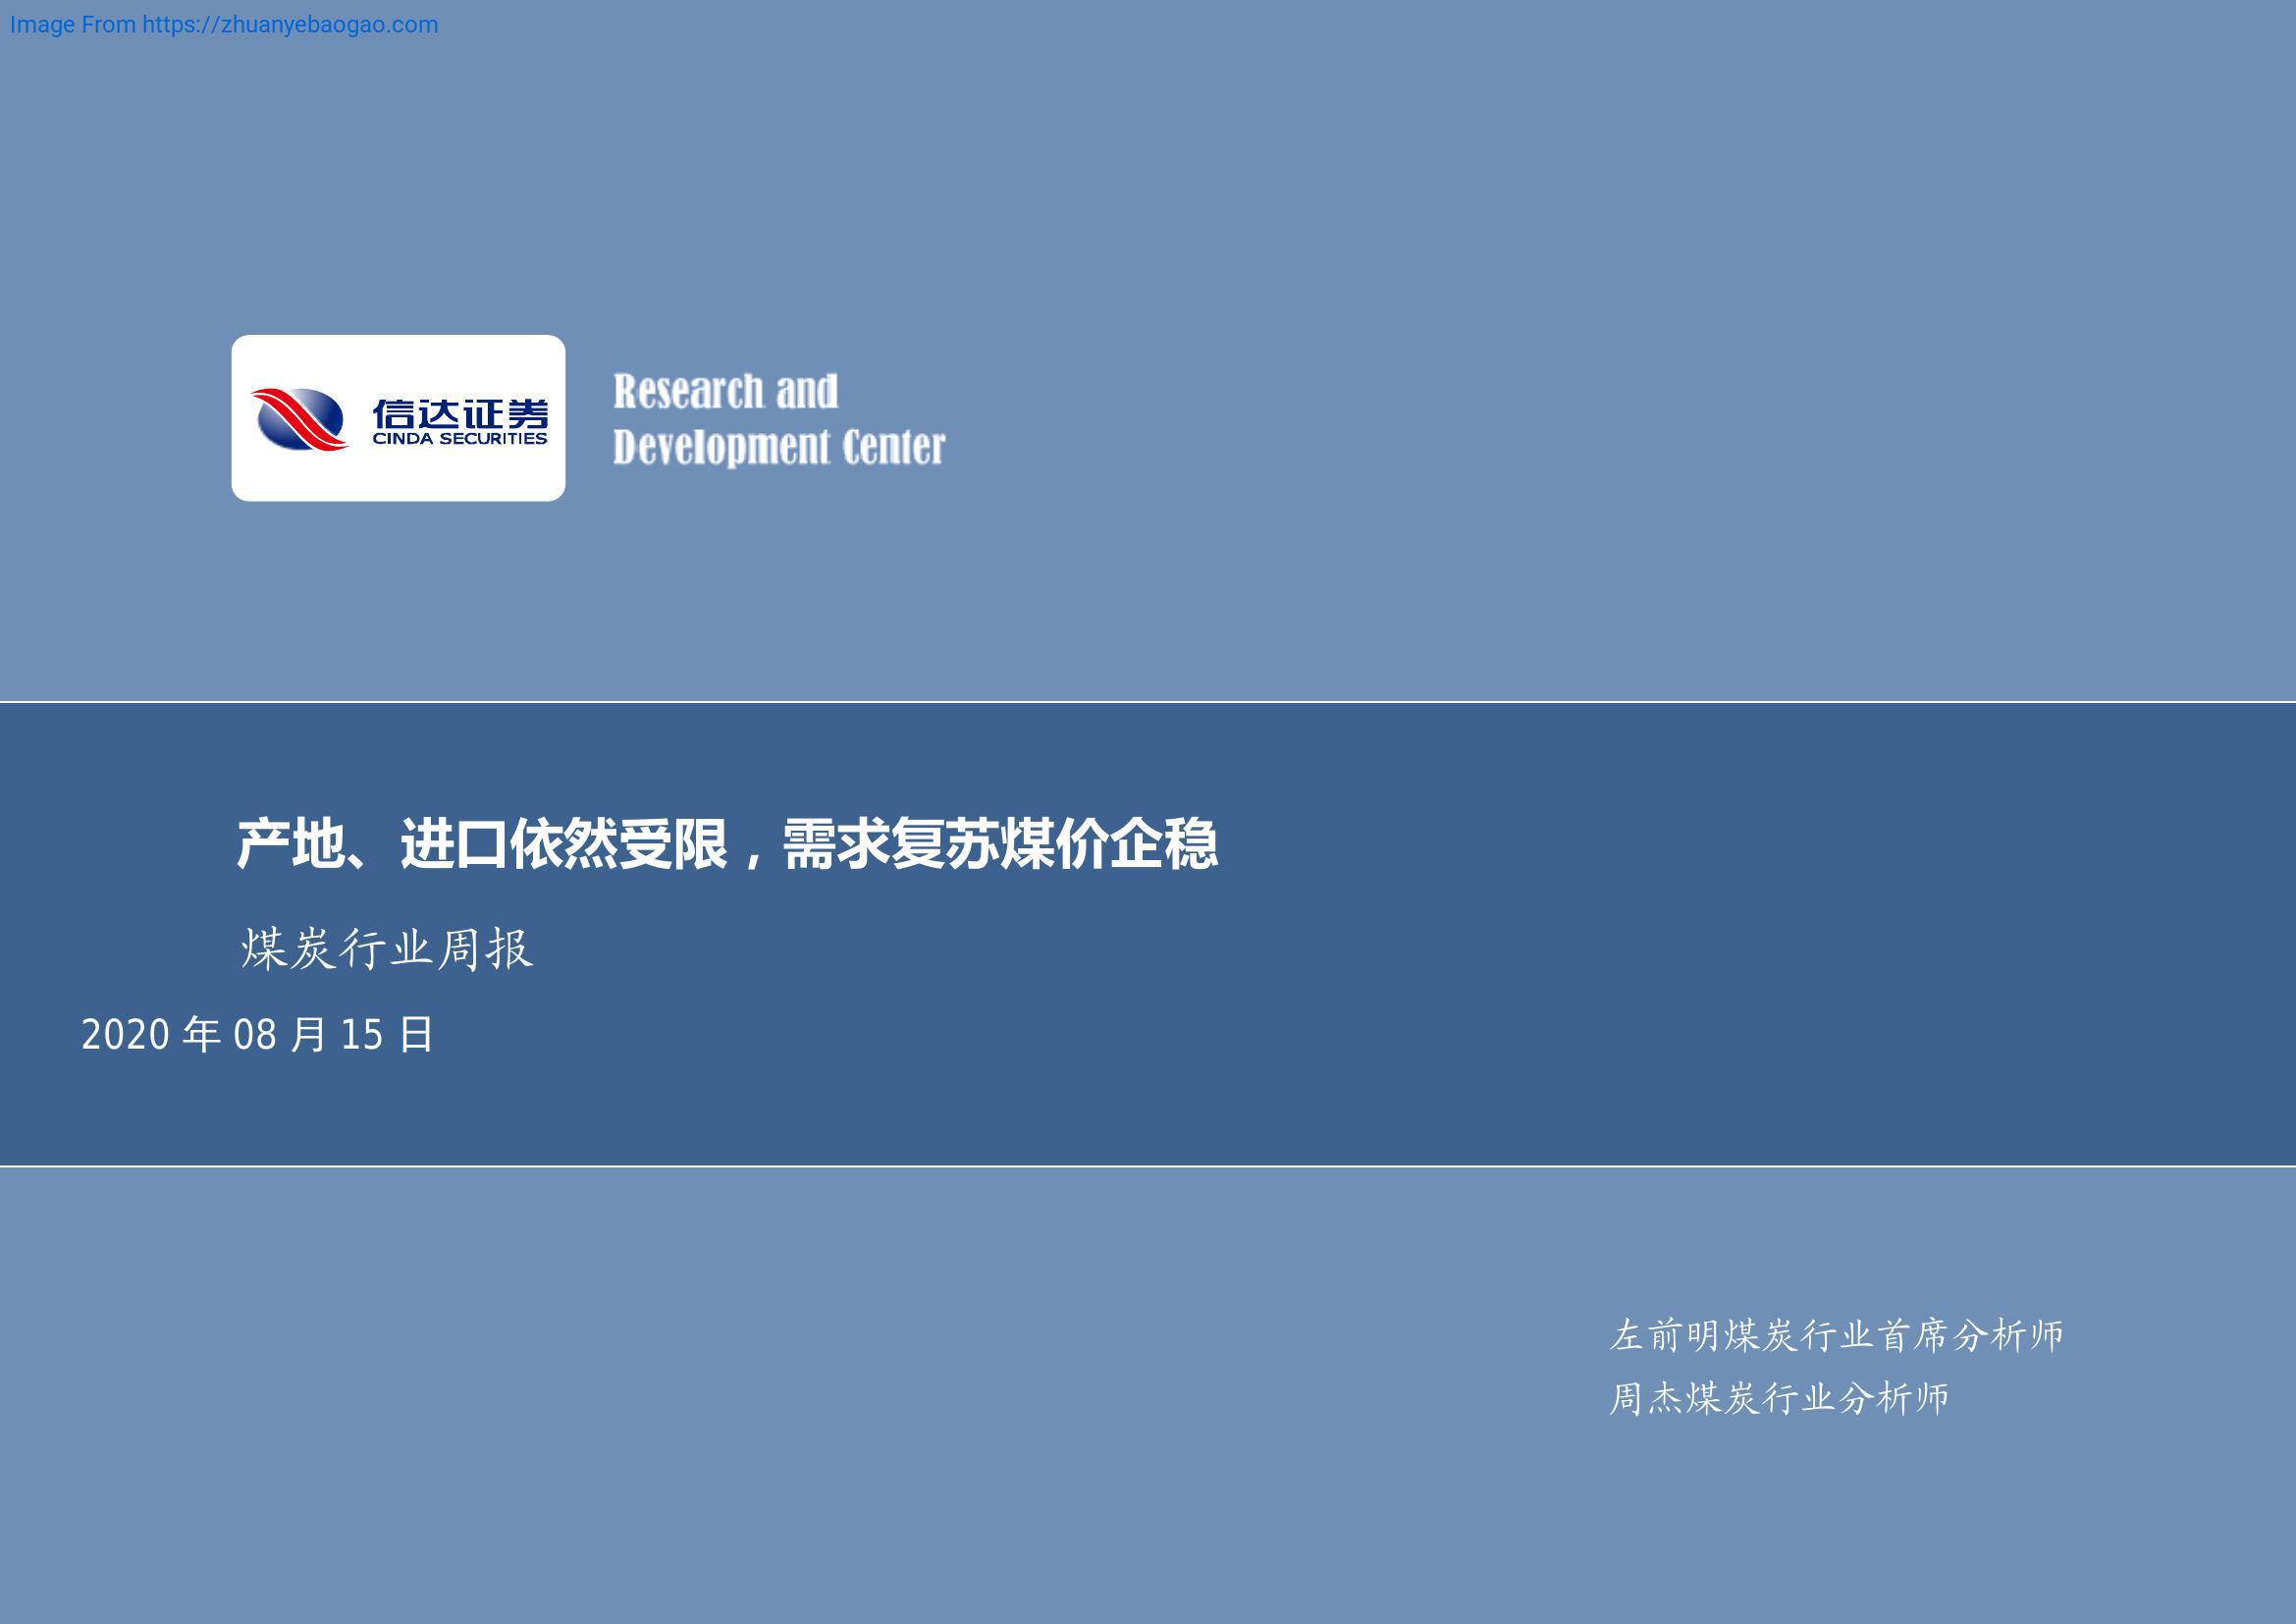 Image From https://zhuanyebaogao.com
信达证券
CINDA SECURITIES
Research and
Development Center
产地、进口依然受限，需求复苏煤价企稳
煤炭行业周报
2020 年 08 月 15 日
左前明煤炭行业首席分析师
周杰煤炭行业分析师